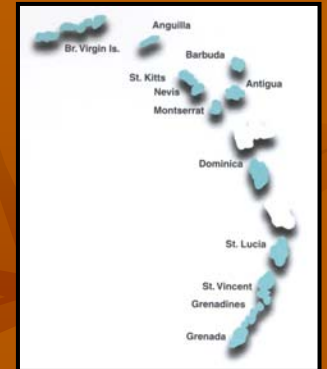 Anguilla
Br. Virgin Is.
Barbuda
St. Kitts
Antigua
Nevis
Montserrat
Dominica
St. Lucia
St. Vincent
Grenadines
Grenada